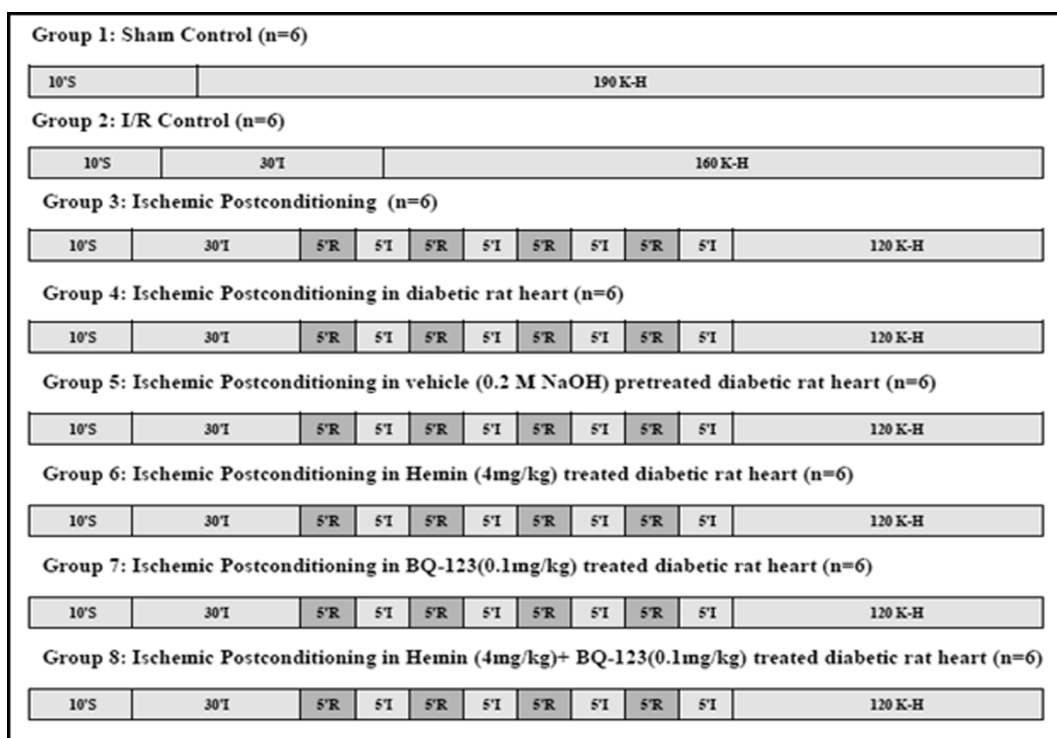 Group 1: Sham Control (n=6)
10'S 190 K-H
Group 2: I/R Control (n=6)
10'S 30'I 160 K-H
Group 3: Ischemic Postconditioning (n=6)
10'S 30'I 5'R 5'I 5'R 5'I 5'R 5'I 5'R 5'I 120 K-H
Group 4: Ischemic Postconditioning in diabetic rat heart (n=6)
10'S 30'I 5'R 5'I 5'R 5'I 5'R 5'I 5'R 5'I 120 K-H
Group 5: Ischemic Postconditioning in vehicle (0.2 M NaOH) pretreated diabetic rat heart (n=6)
10'S 30'I 5'R 5'I 5'R 5'I 5'R 5'I 5'R 5'I 120 K-H
Group 6: Ischemic Postconditioning in Hemin (4mg/kg) treated diabetic rat heart (n=6)
10'S 30'I 5'R 5'I 5'R 5'I 5'R 5'I 5'R 5'I 120 K-H
Group 7: Ischemic Postconditioning in BQ-123(0.1mg/kg) treated diabetic rat heart (n=6)
10'S 30'I 5'R 5'I 5'R 5'I 5'R 5'I 5'R 5'I 120 K-H
Group 8: Ischemic Postconditioning in Hemin (4mg/kg)+ BQ-123(0.1mg/kg) treated diabetic rat heart (n=6)
10'S 30'I 5'R 5'I 5'R 5'I 5'R 5'I 5'R 5'I 120 K-H